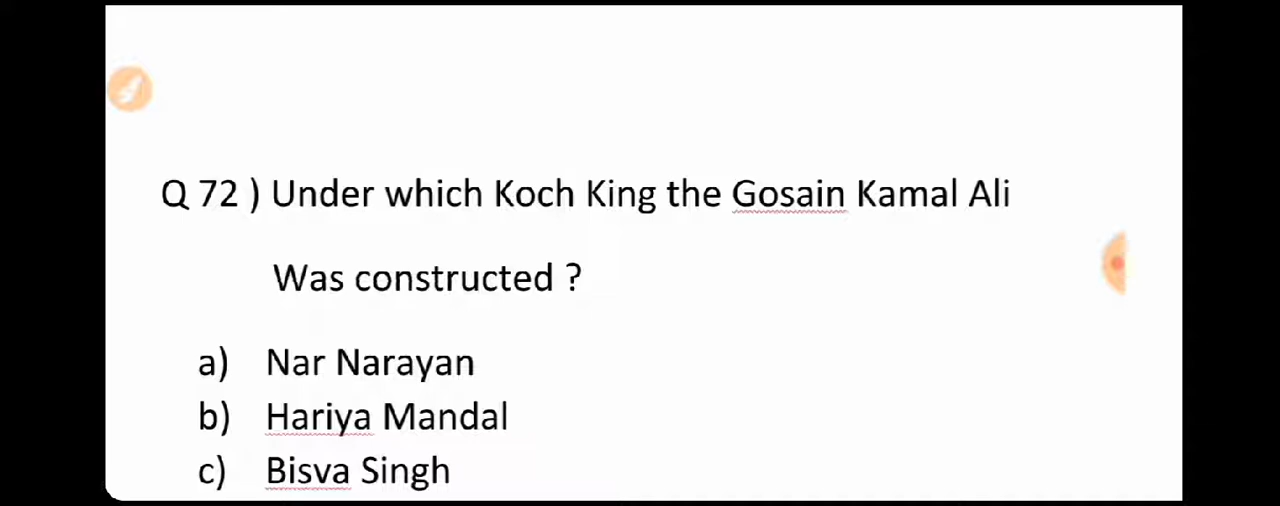 Q 72 ) Under which Koch King the Gosain Kamal Ali
Was constructed ?
a) Nar Narayan
b) Hariya Mandal
c) Bisva Singh